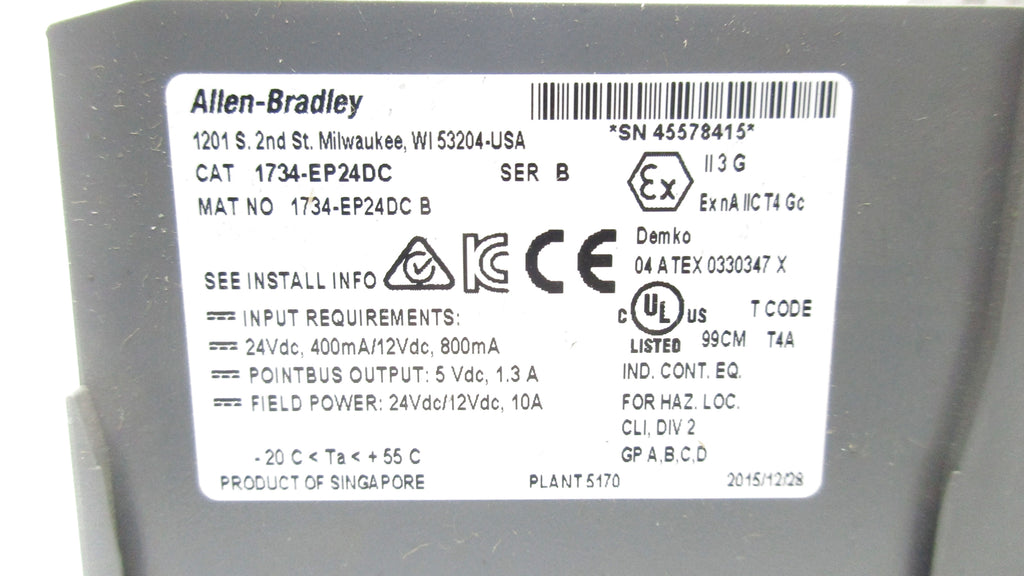 Allen-Bradley
1201 S. 2nd St. Milwaukee, WI 53204-USA
*SN 45578415*
CAT 1734-EP24DC SER B
MAT NO 1734-EP24DC B
Ex II 3 G
Ex nA IIC T4 Gc
Demko
04 ATEX 0330347 X
SEE INSTALL INFO KC CE
C UL US T CODE
LISTED 99CM T4A
IND. CONT. EQ.
FOR HAZ. LOC.
CLI, DIV 2
GP A,B,C,D
INPUT REQUIREMENTS:
24Vdc, 400mA/12Vdc, 800mA
POINTBUS OUTPUT: 5 Vdc, 1.3 A
FIELD POWER: 24Vdc/12Vdc, 10A
- 20 C < Ta < + 55 C
PRODUCT OF SINGAPORE PLANT 5170 2015/12/28